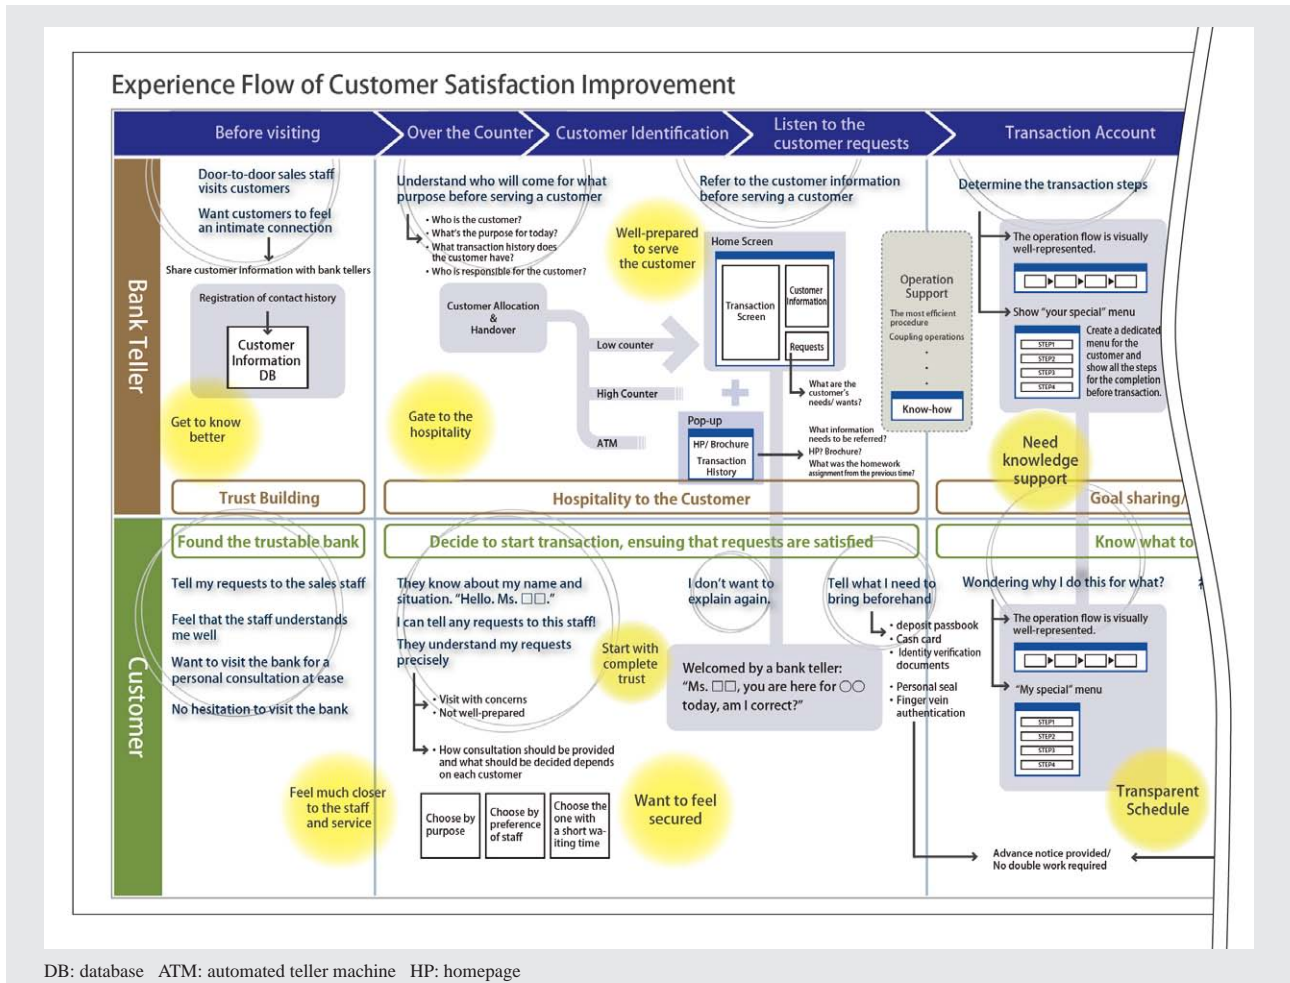 Experience Flow of Customer Satisfaction Improvement
Before visiting
Over the Counter
Customer Identification
Listen to the
customer requests
Transaction Account
Bank Teller
Door-to-door sales staff
visits customers
Want customers to feel
an intimate connection
Share customer information with bank tellers
Registration of contact history
Customer
Information
DB
Get to know
better
Understand who will come for what
purpose before serving a customer
• Who is the customer?
• What's the purpose for today?
• What transaction history does
the customer have?
• Who is responsible for the customer?
Customer Allocation
&
Handover
Low counter
High Counter
ATM
Gate to the
hospitality
Well-prepared
to serve
the customer
Refer to the customer information
before serving a customer
Home Screen
Transaction
Screen
Customer
Information
Requests
What are the
customer's
needs/ wants?
Pop-up
HP/ Brochure
Transaction
History
What information
needs to be referred?
HP? Brochure?
What was the homework
assignment from the previous time?
Operation
Support
The most efficient
procedure
Coupling operations
•
•
•
Know-how
Determine the transaction steps
The operation flow is visually
well-represented.
Show "your special" menu
STEP1
STEP2
STEP3
STEP4
Create a dedicated
menu for the
customer and
show all the steps
for the completion
before transaction.
Need
knowledge
support
Trust Building
Hospitality to the Customer
Goal sharing/
Customer
Found the trustable bank
Decide to start transaction, ensuring that requests are satisfied
Know what to
Tell my requests to the sales staff
Feel that the staff understands
me well
Want to visit the bank for a
personal consultation at ease
No hesitation to visit the bank
Feel much closer
to the staff
and service
They know about my name and
situation. "Hello. Ms. □□."
I can tell any requests to this staff!
They understand my requests
precisely
• Visit with concerns
• Not well-prepared
• How consultation should be provided
and what should be decided depends
on each customer
Choose by
purpose
Choose by
preference
of staff
Choose the
one with
a short wa-
iting time
Start with
complete
trust
Want to feel
secured
I don't want to
explain again.
Welcomed by a bank teller:
"Ms. □□, you are here for ○○
today, am I correct?"
Tell what I need to
bring beforehand
• deposit passbook
• Cash card
• Identity verification
documents
• Personal seal
• Finger vein
authentication
Wondering why I do this for what?
The operation flow is visually
well-represented.
"My special" menu
STEP1
STEP2
STEP3
STEP4
Transparent
Schedule
Advance notice provided/
No double work required
DB: database ATM: automated teller machine HP: homepage